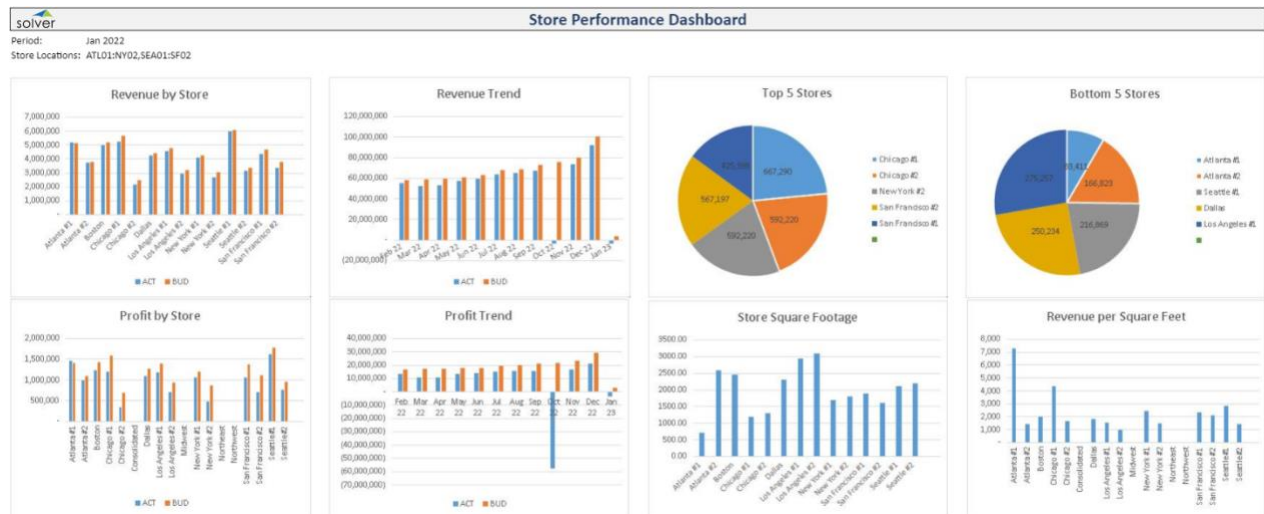 solver
Store Performance Dashboard
Period: Jan 2022
Store Locations: ATL01:NY02,SEA01:SF02
Revenue by Store
7,000,000
6,000,000
5,000,000
4,000,000
3,000,000
2,000,000
1,000,000
-
Atlanta #1
Atlanta #2
Boston
Chicago #1
Chicago #2
Dallas
Los Angeles #1
Los Angeles #2
New York #1
New York #2
Seattle #1
Seattle #2
San Francisco #1
San Francisco #2
ACT BUD
Revenue Trend
120,000,000
100,000,000
80,000,000
60,000,000
40,000,000
20,000,000
-
(20,000,000)
Feb 22
Mar 22
Apr 22
May 22
Jun 22
Jul 22
Aug 22
Sep 22
Oct 22
Nov 22
Dec 22
Jan 23
ACT BUD
Top 5 Stores
667,290
592,220
592,220
567,197
Chicago #1
Chicago #2
New York #2
San Francisco #2
San Francisco #1
Bottom 5 Stores
166,823
216,869
250,234
275,257
Atlanta #1
Atlanta #2
Seattle #1
Dallas
Los Angeles #1
Profit by Store
2,000,000
1,500,000
1,000,000
500,000
-
Atlanta #1
Atlanta #2
Boston
Chicago #1
Chicago #2
Consolidated
Dallas
Los Angeles #1
Los Angeles #2
Midwest
New York #1
New York #2
Northeast
Northwest
San Francisco #1
San Francisco #2
Seattle#1
Seattle#2
ACT BUD
Profit Trend
40,000,000
30,000,000
20,000,000
10,000,000
-
(10,000,000)
(20,000,000)
(30,000,000)
(40,000,000)
(50,000,000)
(60,000,000)
(70,000,000)
Feb Mar Apr May Jun Jul Aug Sep Oct Nov Dec Jan
22 22 22 22 22 22 22 22 22 22 22 23
ACT BUD
Store Square Footage
3500.00
3000.00
2500.00
2000.00
1500.00
1000.00
500.00
0.00
Atlanta #1
Atlanta #2
Boston
Chicago #1
Chicago #2
Dallas
Los Angeles #1
Los Angeles #2
New York #1
New York #2
San Francisco #1
San Francisco #2
Seattle #1
Seattle #2
Revenue per Square Feet
8,000
7,000
6,000
5,000
4,000
3,000
2,000
1,000
-
Atlanta #1
Atlanta #2
Boston
Chicago #1
Chicago #2
Consolidated
Dallas
Los Angeles #1
Los Angeles #2
Midwest
New York #1
New York #2
Northeast
Northwest
San Francisco #1
San Francisco #2
Seattle#1
Seattle#2